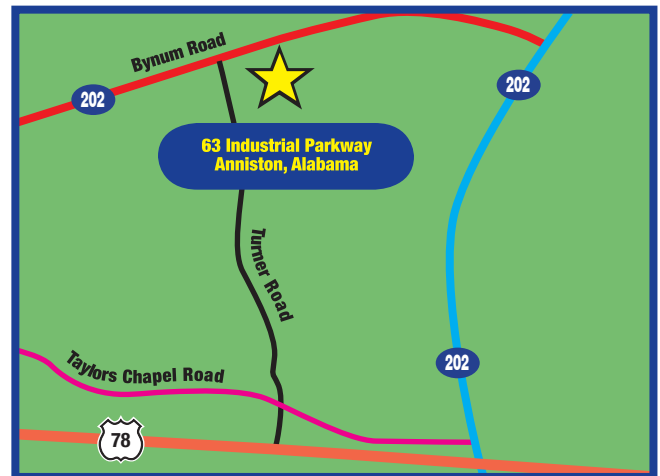 Bynum Road
202
202
63 Industrial Parkway
Anniston, Alabama
Turner Road
202
Taylors Chapel Road
78